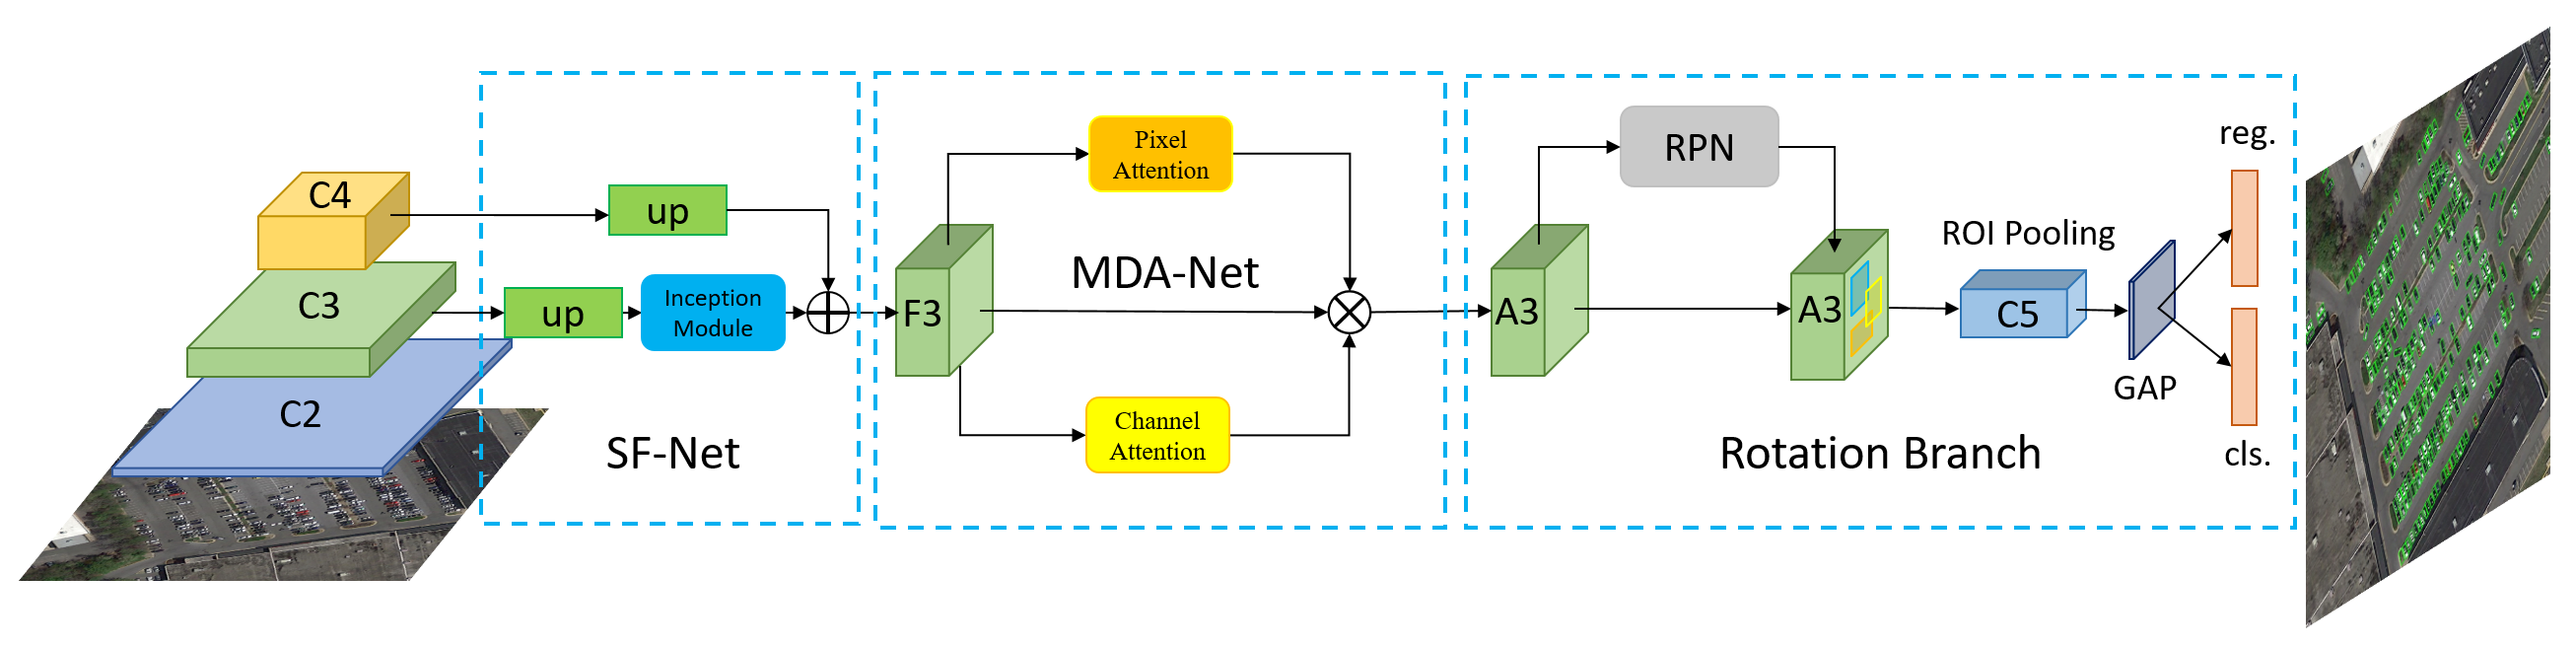 C4
C3
C2
up
up
Inception
Module
SF-Net
F3
Pixel
Attention
MDA-Net
Channel
Attention
A3
RPN
A3
ROI Pooling
C5
GAP
reg.
cls.
Rotation Branch